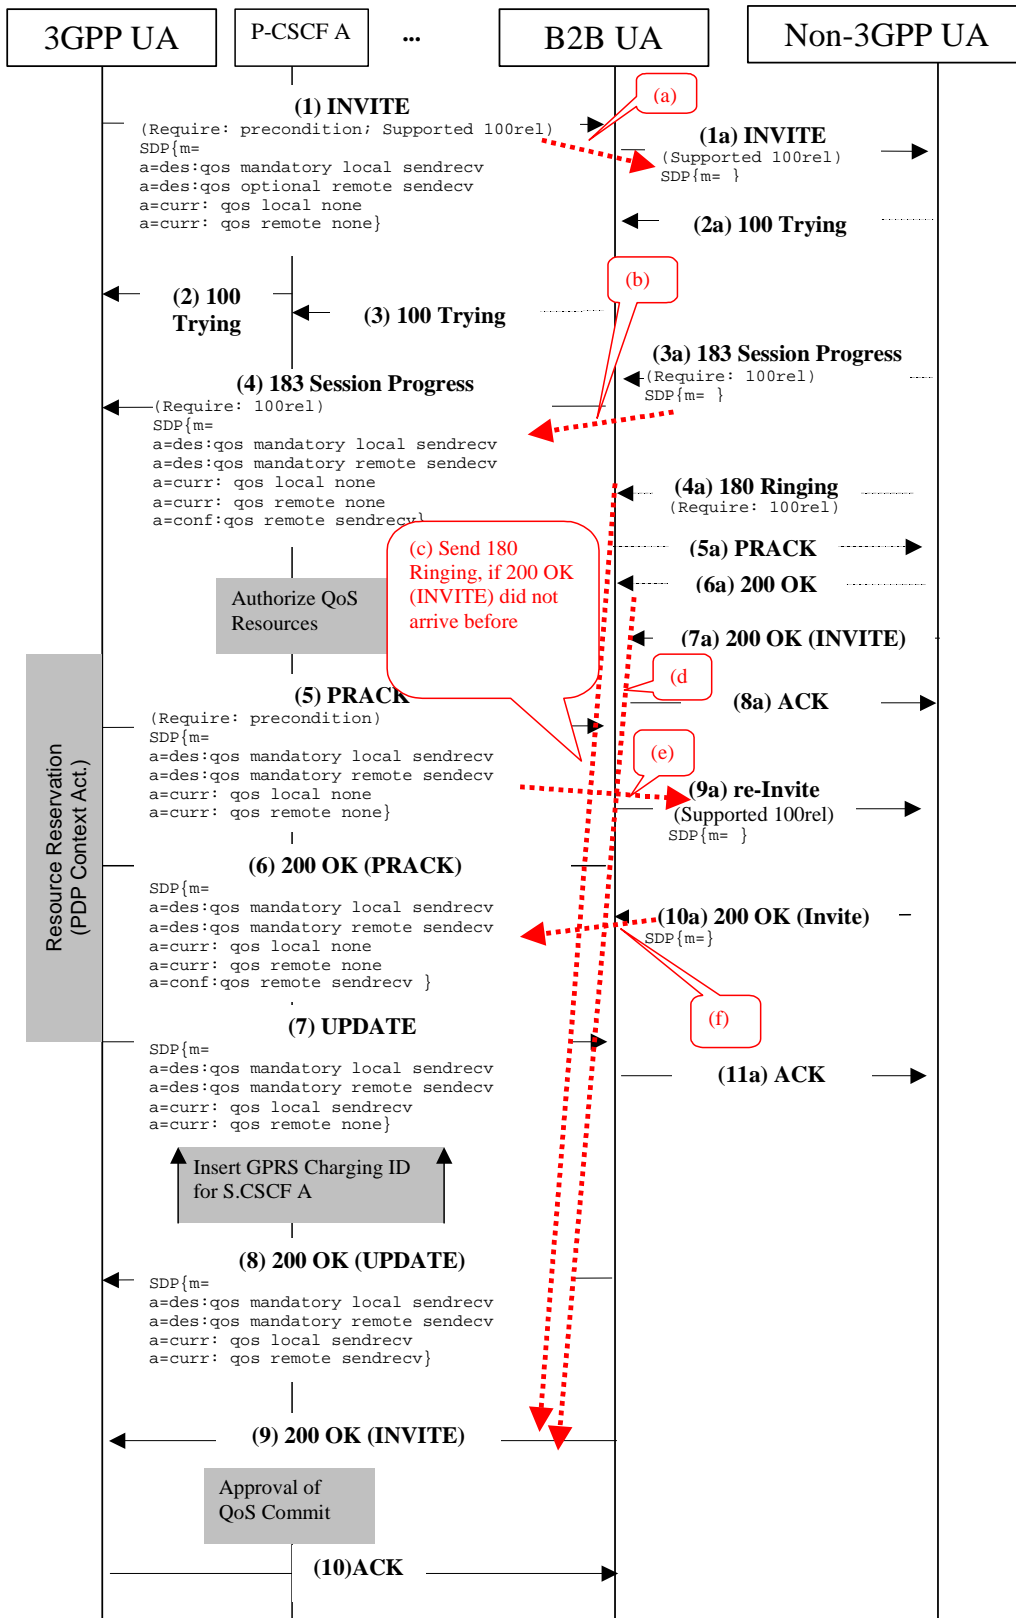 3GPP UA
P-CSCF A
...
B2B UA
Non-3GPP UA
(a)
(1) INVITE
(Require: precondition; Supported 100rel)
SDP{m=
a=des:qos mandatory local sendrecv
a=des:qos optional remote sendecv
a=curr: qos local none
a=curr: qos remote none}
(1a) INVITE
(Supported 100rel)
SDP{m= }
(2a) 100 Trying
(b)
(2) 100
Trying
(3) 100 Trying
(3a) 183 Session Progress
(Require: 100rel)
SDP{m= }
(4) 183 Session Progress
(Require: 100rel)
SDP{m=
a=des:qos mandatory local sendrecv
a=des:qos mandatory remote sendecv
a=curr: qos local none
a=curr: qos remote none
a=conf:qos remote sendrecv}
(4a) 180 Ringing
(Require: 100rel)
(c) Send 180
Ringing, if 200 OK
(INVITE) did not
arrive before
(5a) PRACK
(6a) 200 OK
Authorize QoS
Resources
(7a) 200 OK (INVITE)
(d
(8a) ACK
Resource Reservation
(PDP Context Act.)
(5) PRACK
(Require: precondition)
SDP{m=
a=des:qos mandatory local sendrecv
a=des:qos mandatory remote sendecv
a=curr: qos local none
a=curr: qos remote none}
(e)
(9a) re-Invite
(Supported 100rel)
SDP{m= }
(6) 200 OK (PRACK)
SDP{m=
a=des:qos mandatory local sendrecv
a=des:qos mandatory remote sendecv
a=curr: qos local none
a=curr: qos remote none
a=conf:qos remote sendrecv }
(10a) 200 OK (Invite)
SDP{m=}
(f)
(7) UPDATE
SDP{m=
a=des:qos mandatory local sendrecv
a=des:qos mandatory remote sendecv
a=curr: qos local sendrecv
a=curr: qos remote none}
(11a) ACK
Insert GPRS Charging ID
for S.CSCF A
(8) 200 OK (UPDATE)
SDP{m=
a=des:qos mandatory local sendrecv
a=des:qos mandatory remote sendecv
a=curr: qos local sendrecv
a=curr: qos remote sendrecv}
(9) 200 OK (INVITE)
Approval of
QoS Commit
(10)ACK